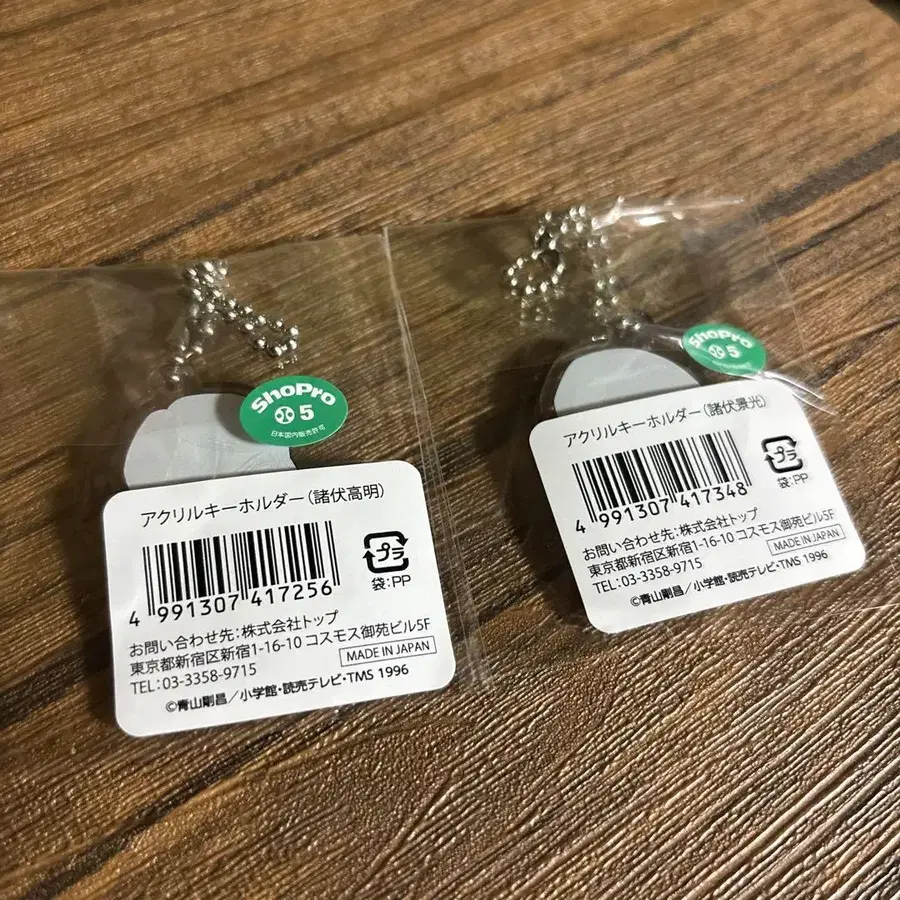 ShoPro
5
日本国内販売許可
アクリルキーホルダー(諸伏高明)
4 991307 417256
プラ
袋:PP
お問い合わせ先:株式会社トップ
東京都新宿区新宿1-16-10 コスモス御苑ビル5F
TEL:03-3358-9715
MADE IN JAPAN
©青山剛昌/小学館・読売テレビ・TMS 1996
ShoPro
5
アクリルキーホルダー(諸伏景光)
4 991307 417348
プラ
袋:PP
お問い合わせ先:株式会社トップ
東京都新宿区新宿1-16-10 コスモス御苑ビル5F
TEL:03-3358-9715
MADE IN JAPAN
©青山剛昌/小学館・読売テレビ・TMS 1996